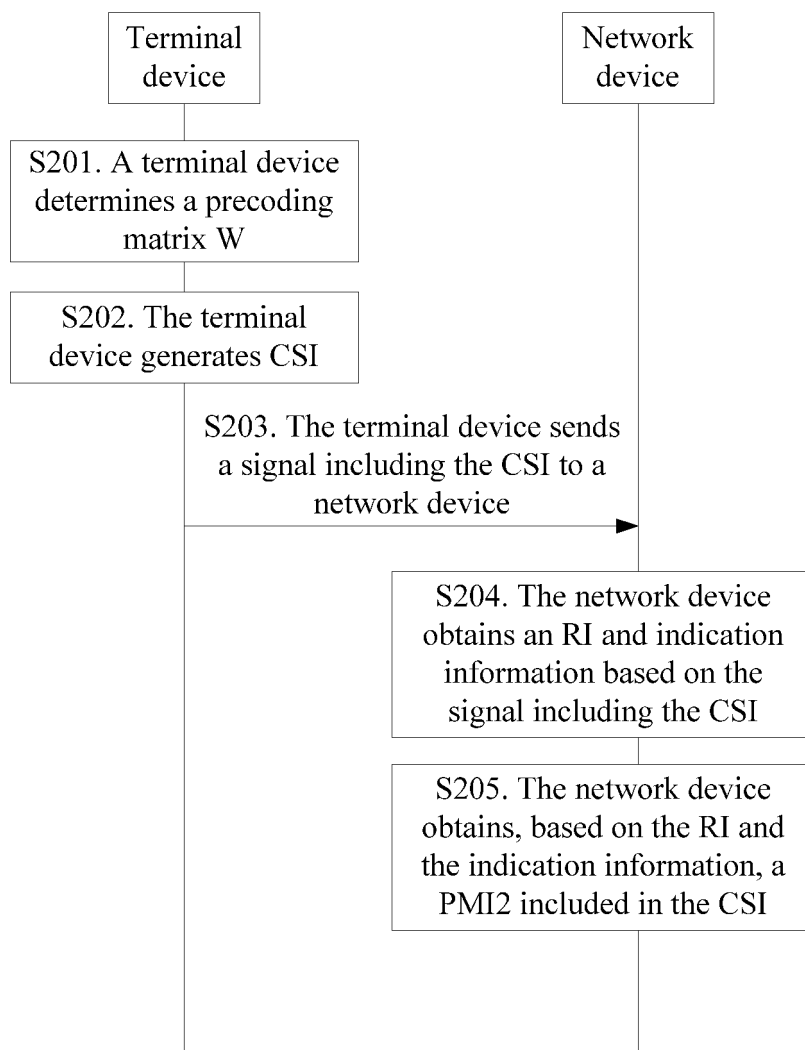 Terminal
device
Network
device
S201. A terminal device
determines a precoding
matrix W
S202. The terminal
device generates CSI
S203. The terminal device sends
a signal including the CSI to a
network device
S204. The network device
obtains an RI and indication
information based on the
signal including the CSI
S205. The network device
obtains, based on the RI and
the indication information, a
PMI2 included in the CSI